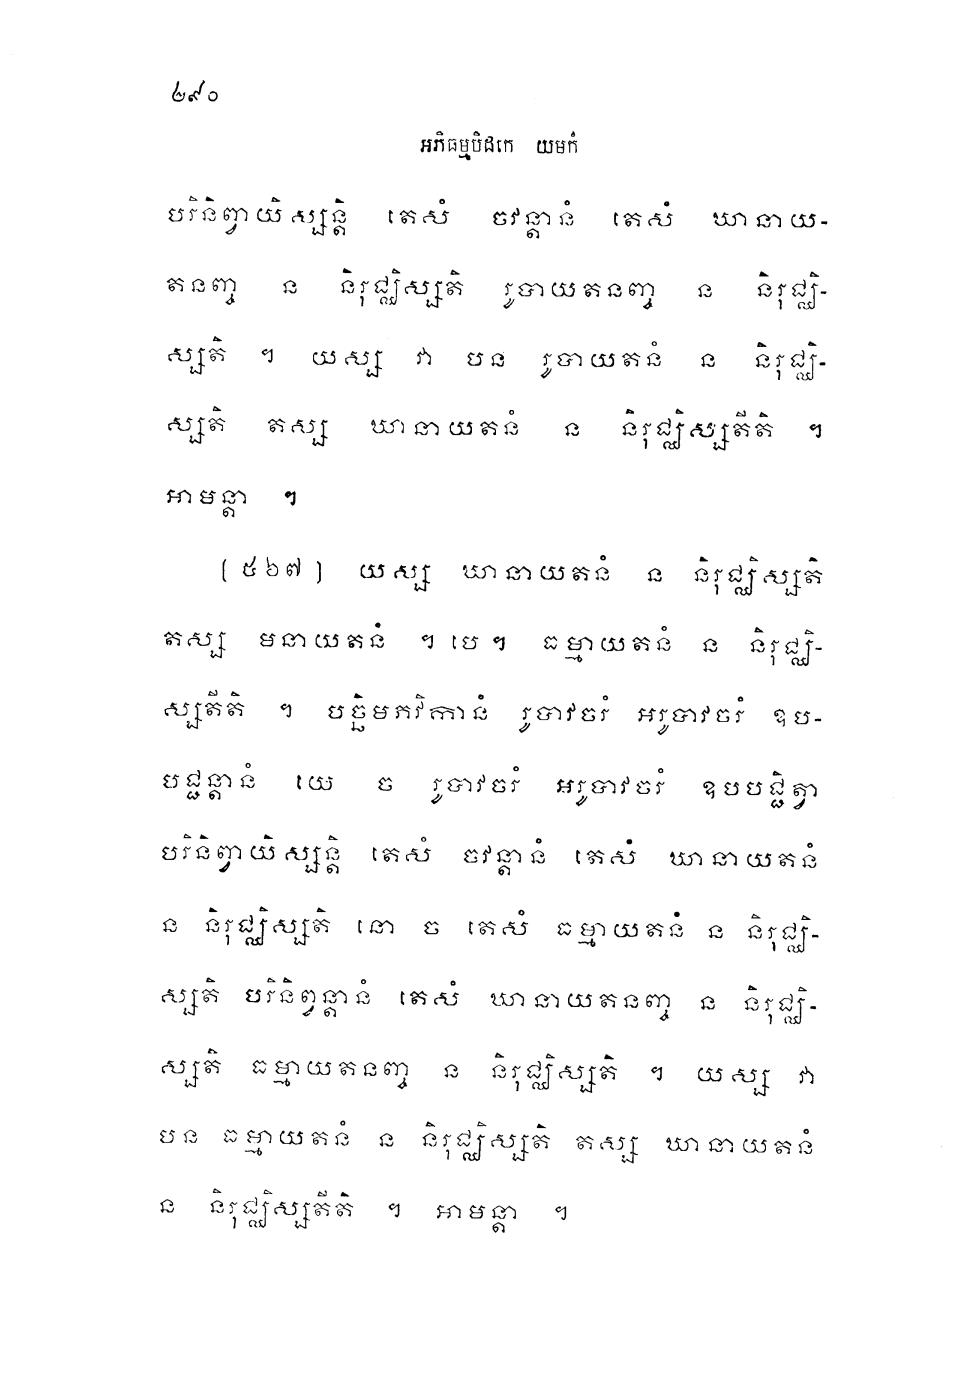 ២៩០
អភិធម្មបិដកេ យមកំ
បរិនិព្វាយិស្សន្តិ តេសំ ចវន្តានំ តេសំ ឃានាយ-
តនញ្ច ន និរុជ្ឈិស្សតិ រូបាយតនញ្ច ន និរុជ្ឈិ-
ស្សតិ ។ យស្ស វា បន រូបាយតនំ ន និរុជ្ឈិ-
ស្សតិ តស្ស ឃានាយតនំ ន និរុជ្ឈិស្សតីតិ ។
អាមន្តា ។
[ ៥៦៧ ] យស្ស ឃានាយតនំ ន និរុជ្ឈិស្សតិ
តស្ស មនាយតនំ ។ បេ ។ ធម្មាយតនំ ន និរុជ្ឈិ-
ស្សតីតិ ។ បច្ឆិមភវិកានំ រូបាវចរំ អរូបាវចរំ ឧប-
បជ្ជន្តានំ យេ ច រូបាវចរំ អរូបាវចរំ ឧបបជ្ជិត្វា
បរិនិព្វាយិស្សន្តិ តេសំ ចវន្តានំ តេសំ ឃានាយតនំ
ន និរុជ្ឈិស្សតិ នោ ច តេសំ ធម្មាយតនំ ន និរុជ្ឈិ-
ស្សតិ បរិនិព្វន្តានំ តេសំ ឃានាយតនញ្ច ន និរុជ្ឈិ-
ស្សតិ ធម្មាយតនញ្ច ន និរុជ្ឈិស្សតិ ។ យស្ស វា
បន ធម្មាយតនំ ន និរុជ្ឈិស្សតិ តស្ស ឃានាយតនំ
ន និរុជ្ឈិស្សតីតិ ។ អាមន្តា ។